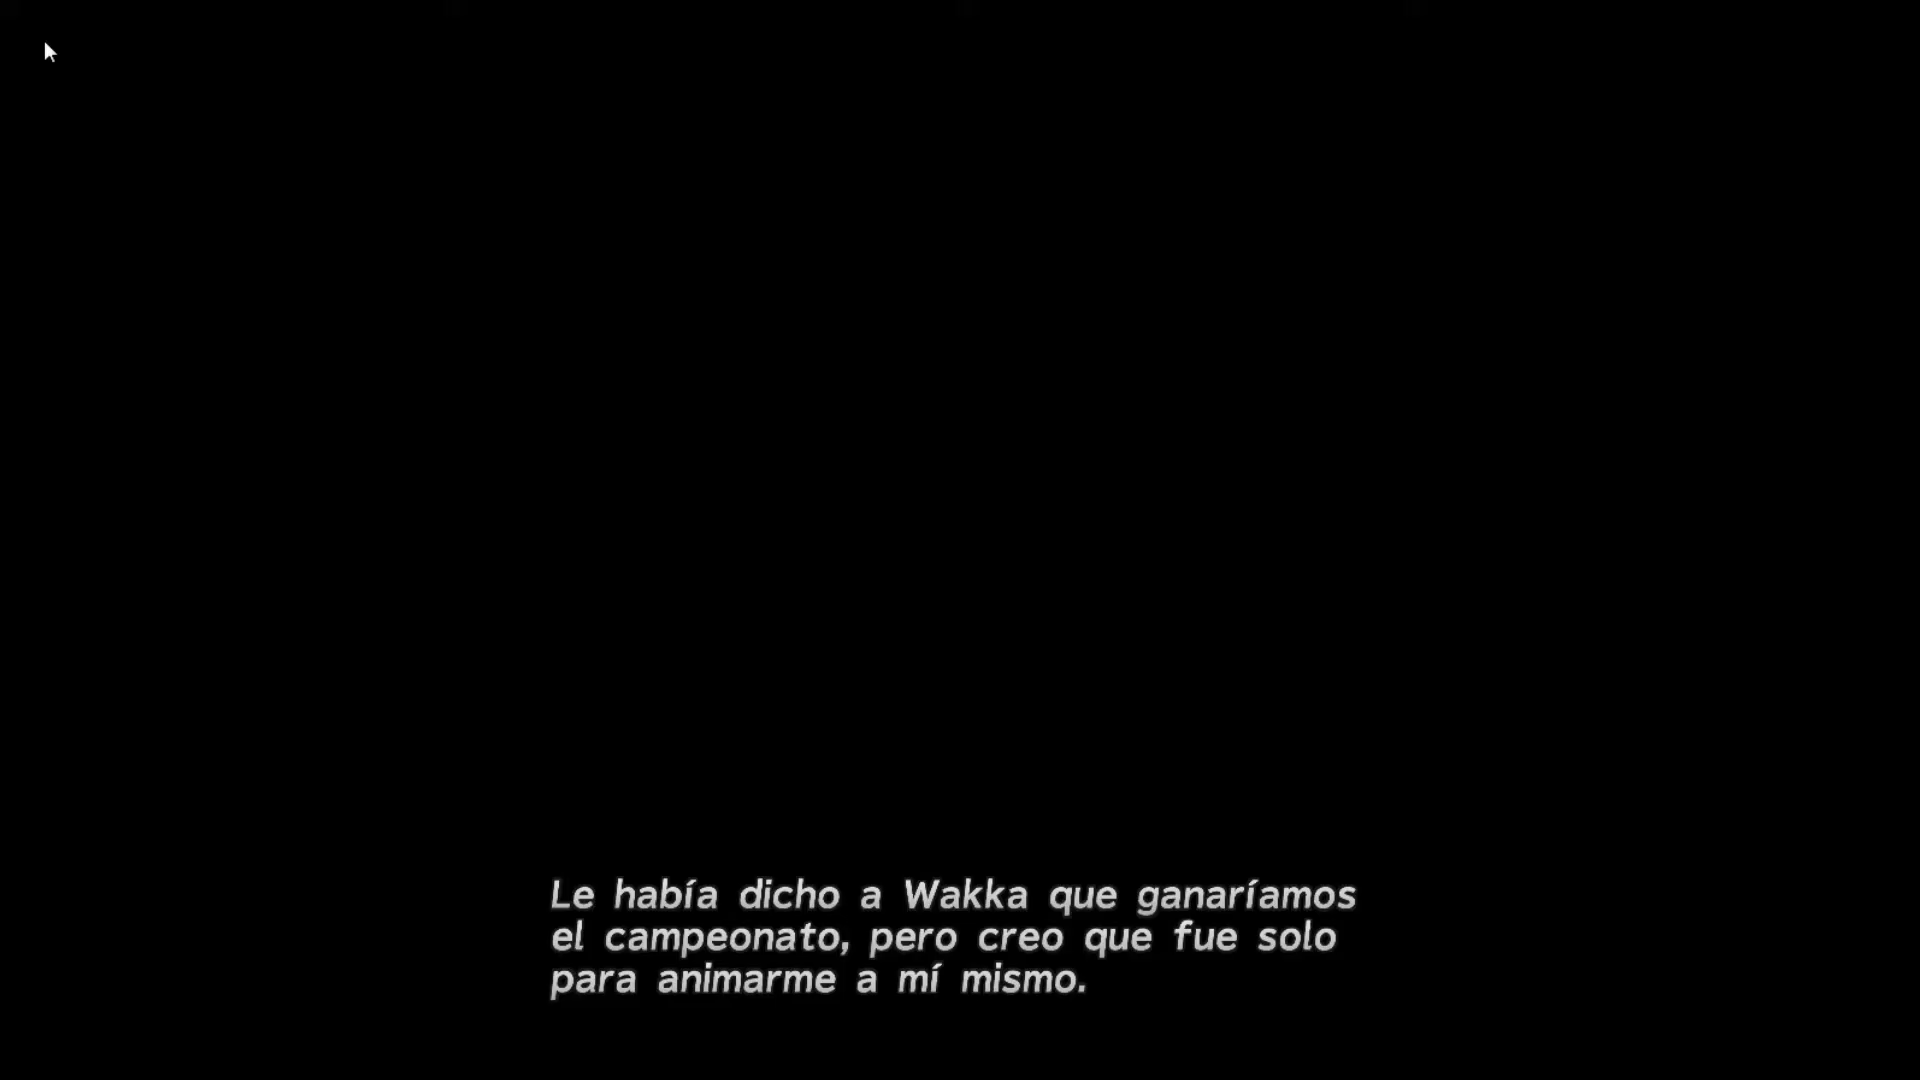 Le había dicho a Wakka que ganaríamos
el campeonato, pero creo que fue solo
para animarme a mí mismo.